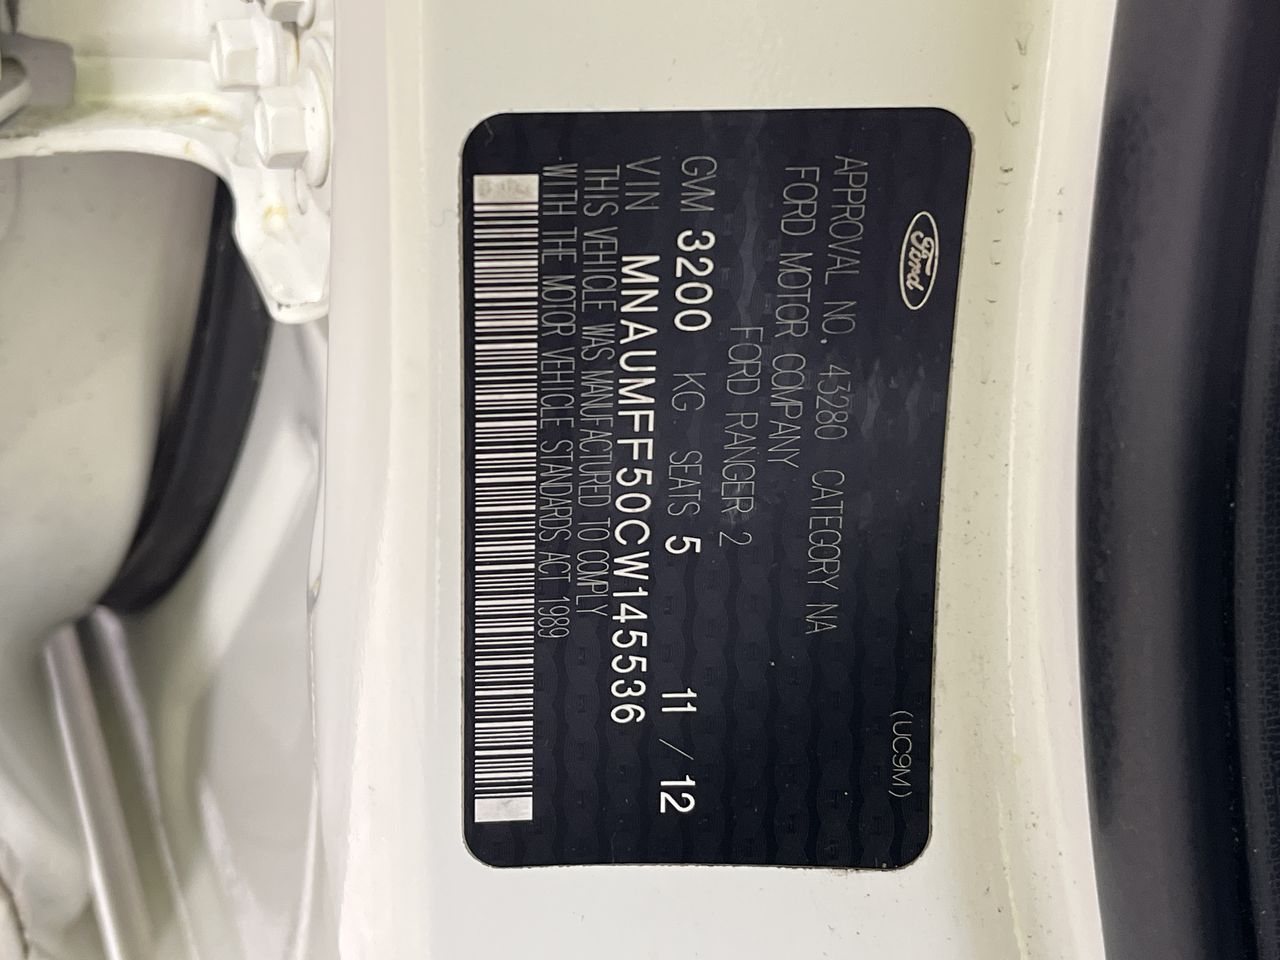 Ford
(UC9M)
APPROVAL NO. 43280 CATEGORY NA
FORD MOTOR COMPANY
FORD RANGER 2
GVM 3200 KG SEATS 5 11 / 12
VIN MNAUMFF50CW145536
THIS VEHICLE WAS MANUFACTURED TO COMPLY
WITH THE MOTOR VEHICLE STANDARDS ACT 1989